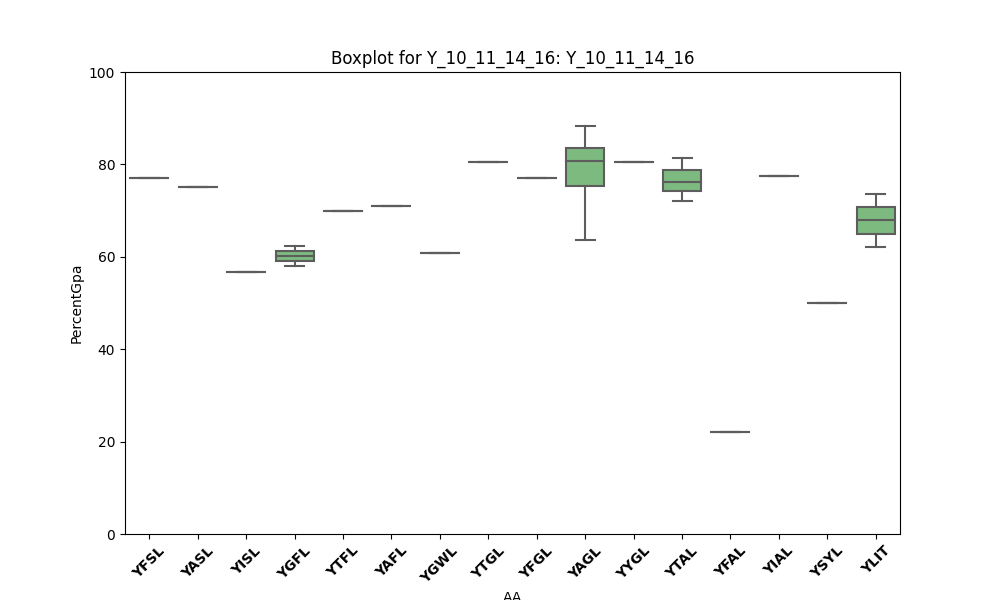 Boxplot for Y_10_11_14_16: Y_10_11_14_16
100
80
60
40
20
0
PercentGpa
YFSL YASL YISL YGFL YTFL YAFL YGWL YTGL YFGL YAGL YYGL YTAL YFAL YIAL YSYL YLIT
AA